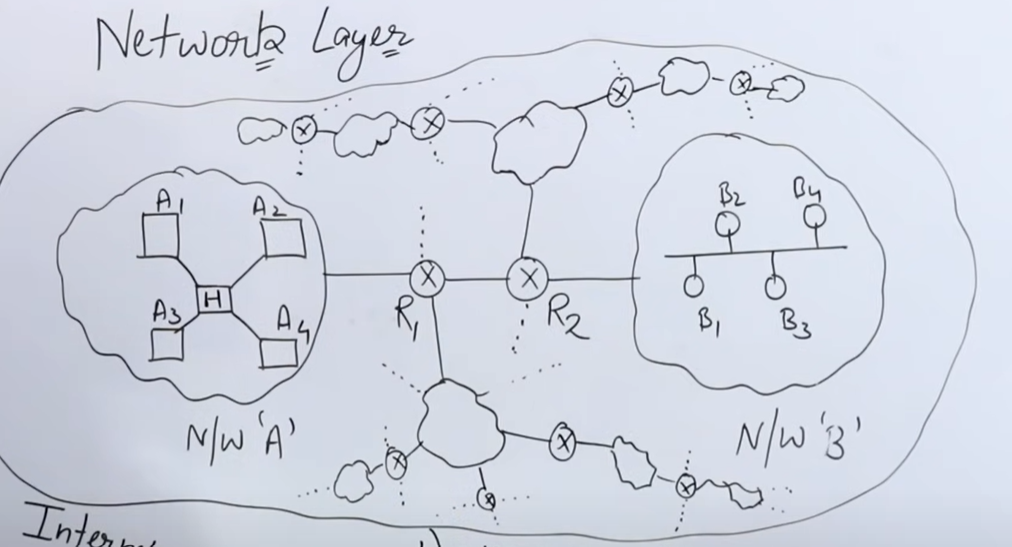 Network Layer
A1 A2
H
A3 A4
N/W 'A'
R1 R2
B2 B4
B1 B3
N/W 'B'